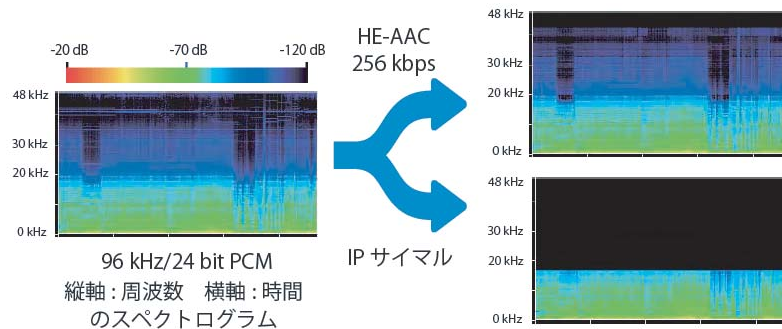 -20 dB -70 dB -120 dB
48 kHz
30 kHz
20 kHz
0 kHz
96 kHz/24 bit PCM
縦軸 : 周波数 横軸 : 時間
のスペクトログラム
HE-AAC
256 kbps
IP サイマル
48 kHz
30 kHz
20 kHz
0 kHz
48 kHz
30 kHz
20 kHz
0 kHz